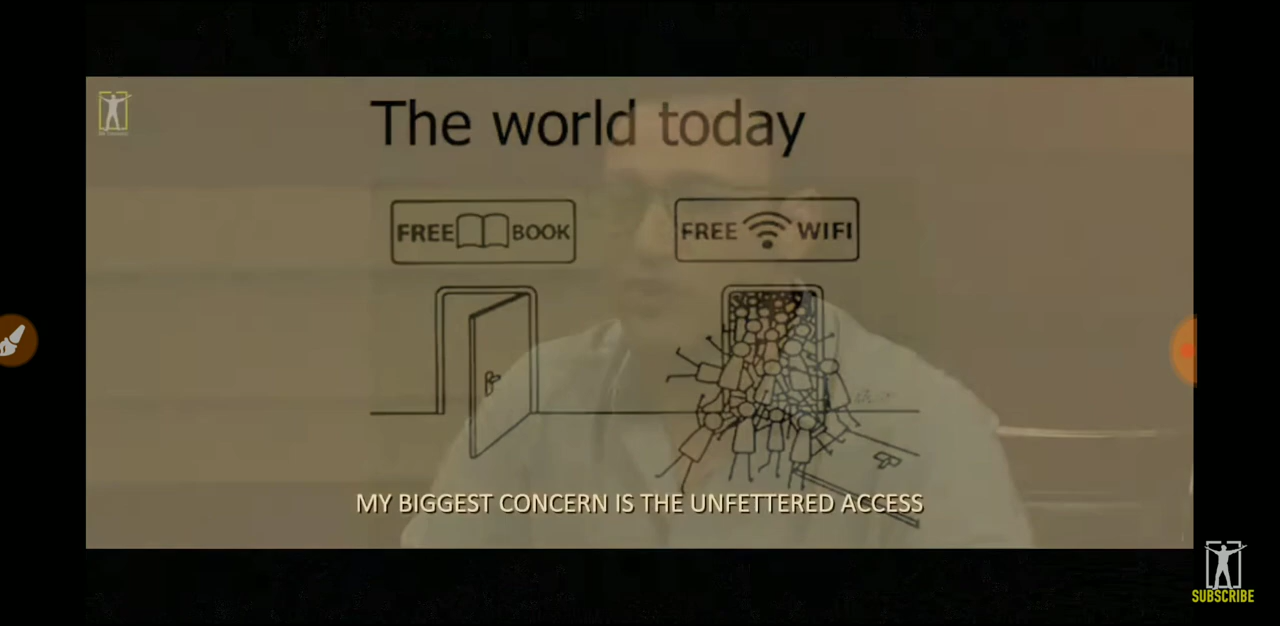 The world today
FREE BOOK
FREE WIFI
MY BIGGEST CONCERN IS THE UNFETTERED ACCESS
SUBSCRIBE